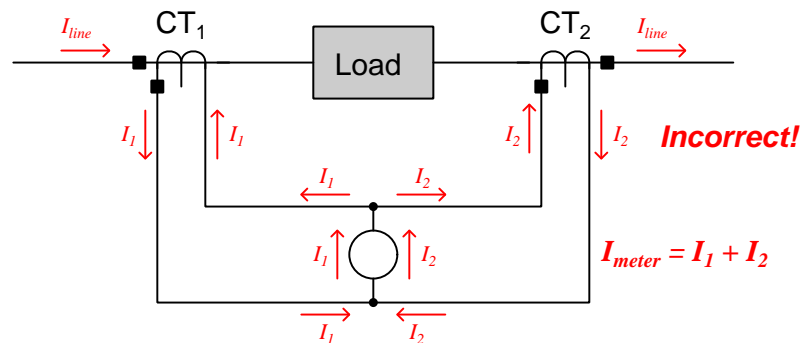 I_line CT₁ CT₂ I_line
Load
I₁ I₁ I₂ I₂ Incorrect!
I₁ I₂
I₁ I₂ I_meter = I₁ + I₂
I₁ I₂